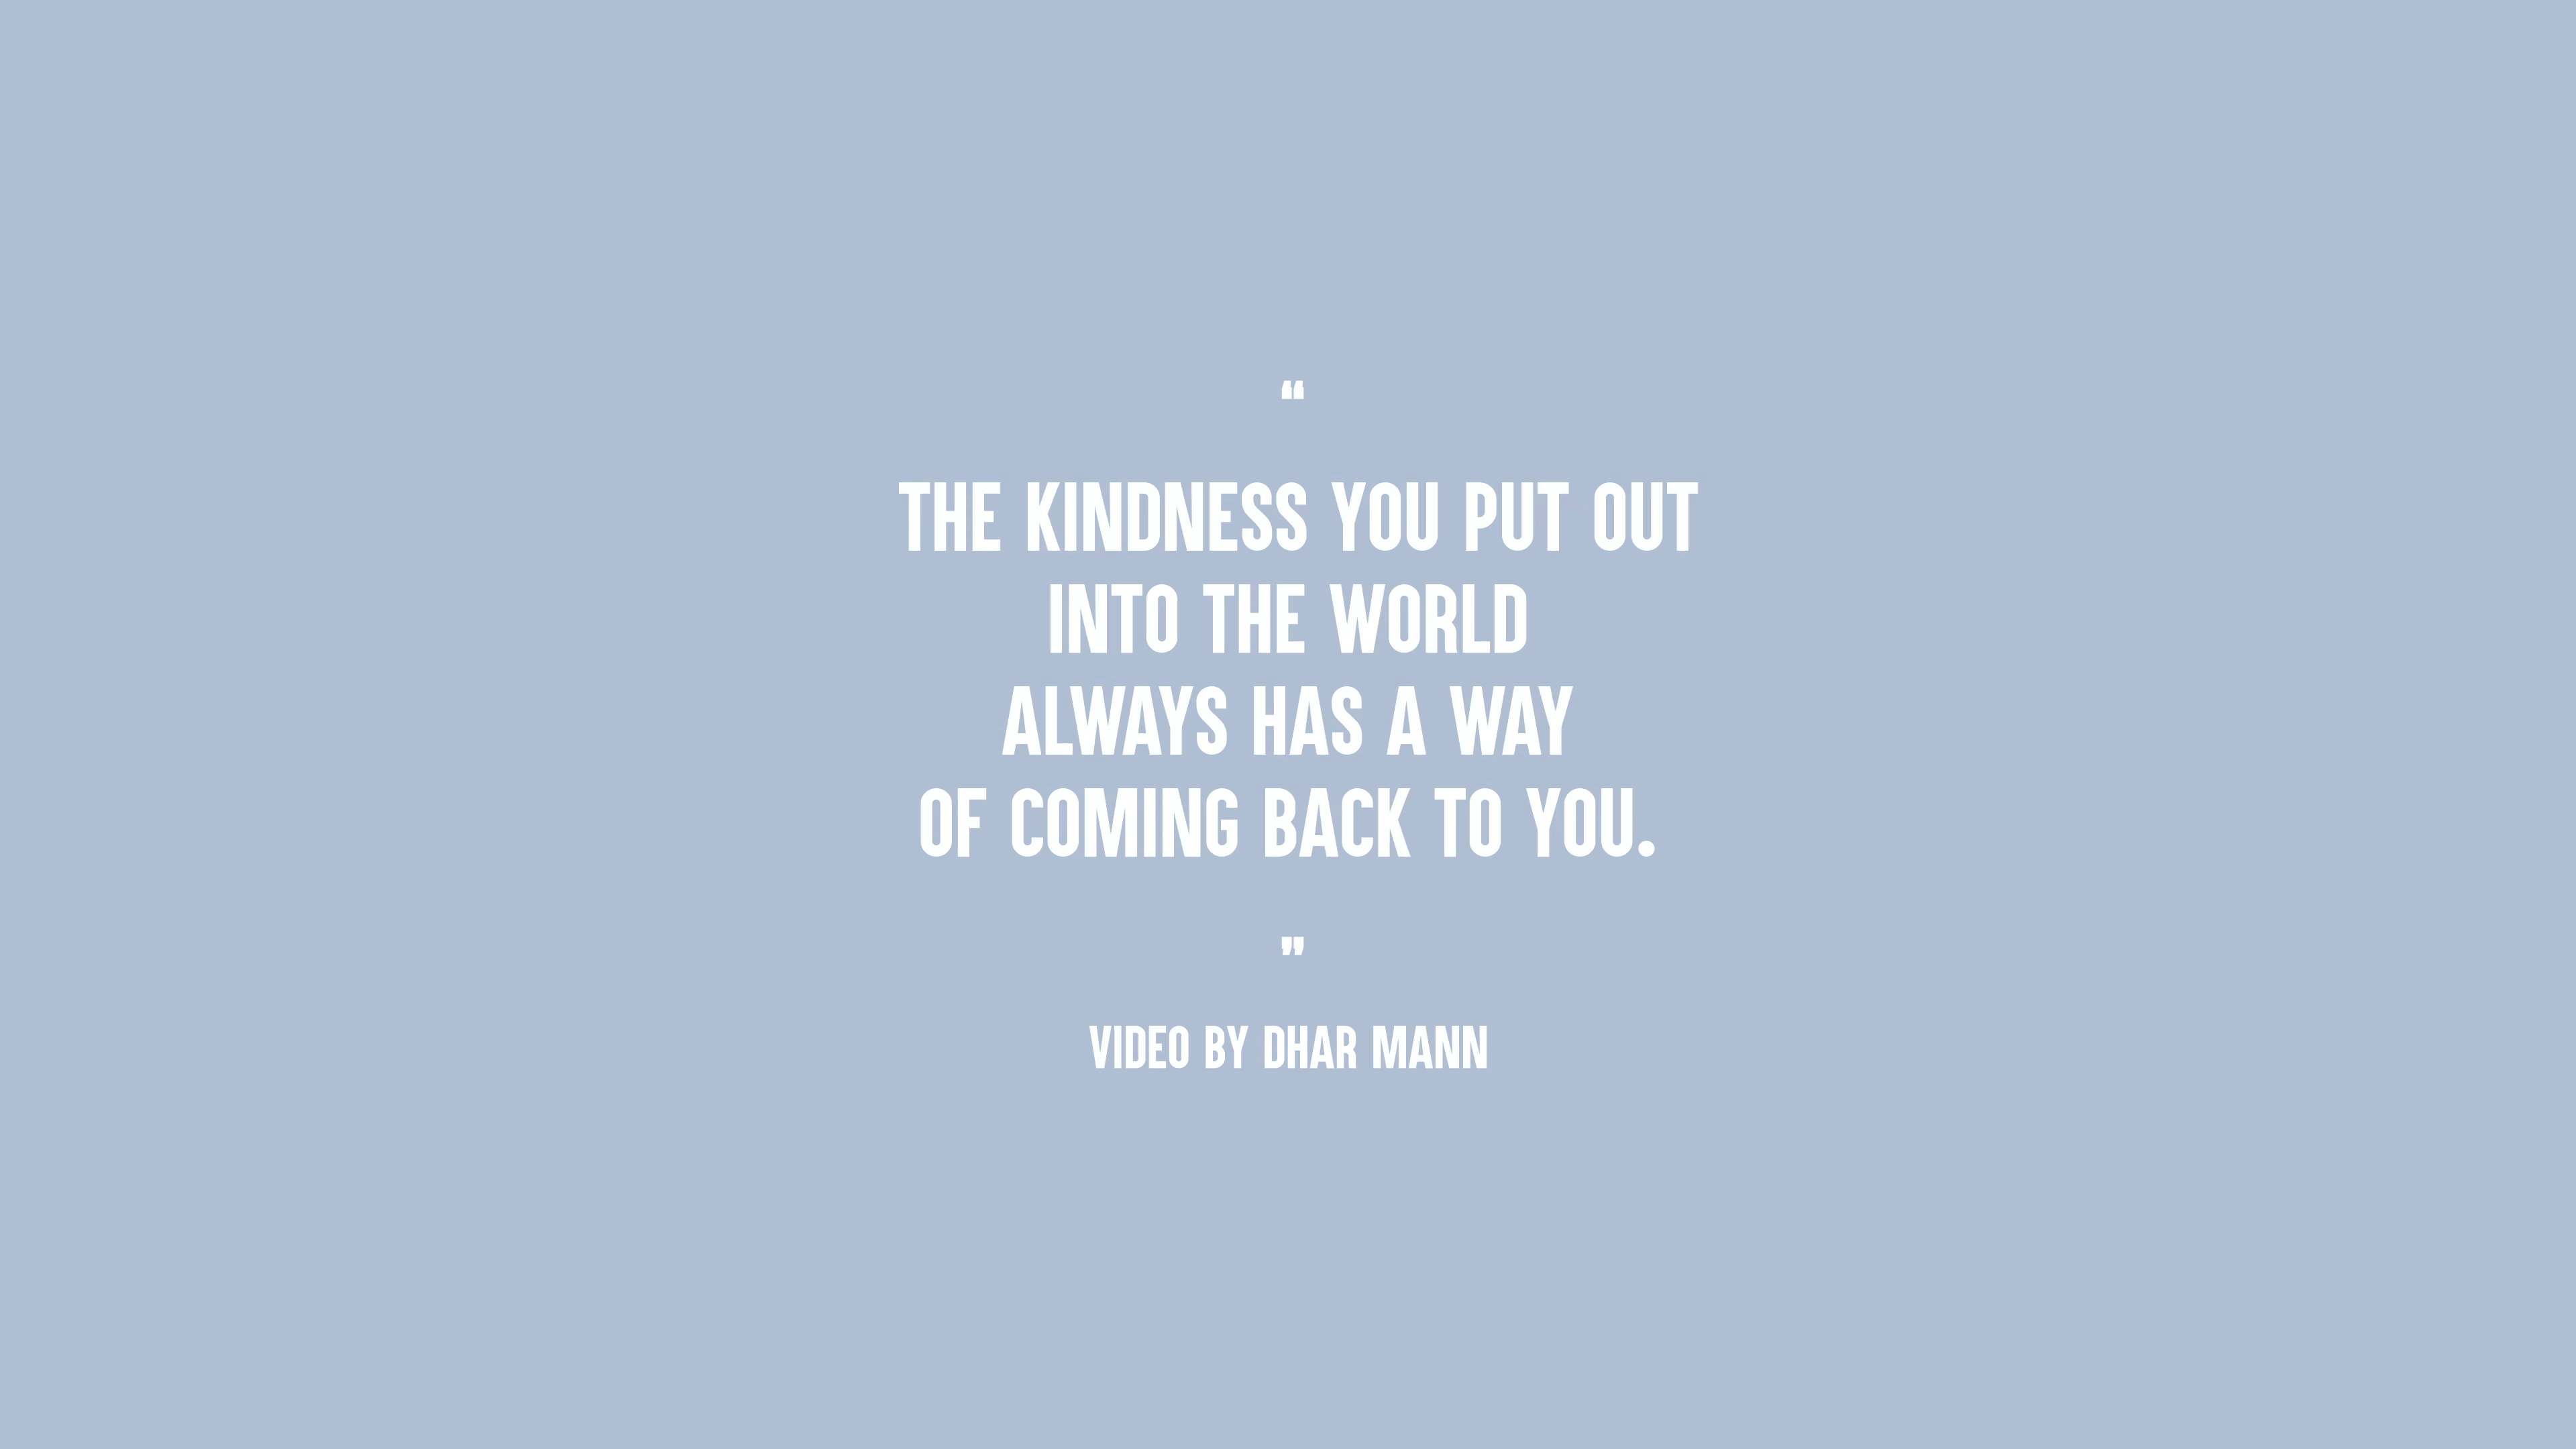 “
THE KINDNESS YOU PUT OUT
INTO THE WORLD
ALWAYS HAS A WAY
OF COMING BACK TO YOU.
”
VIDEO BY DHAR MANN